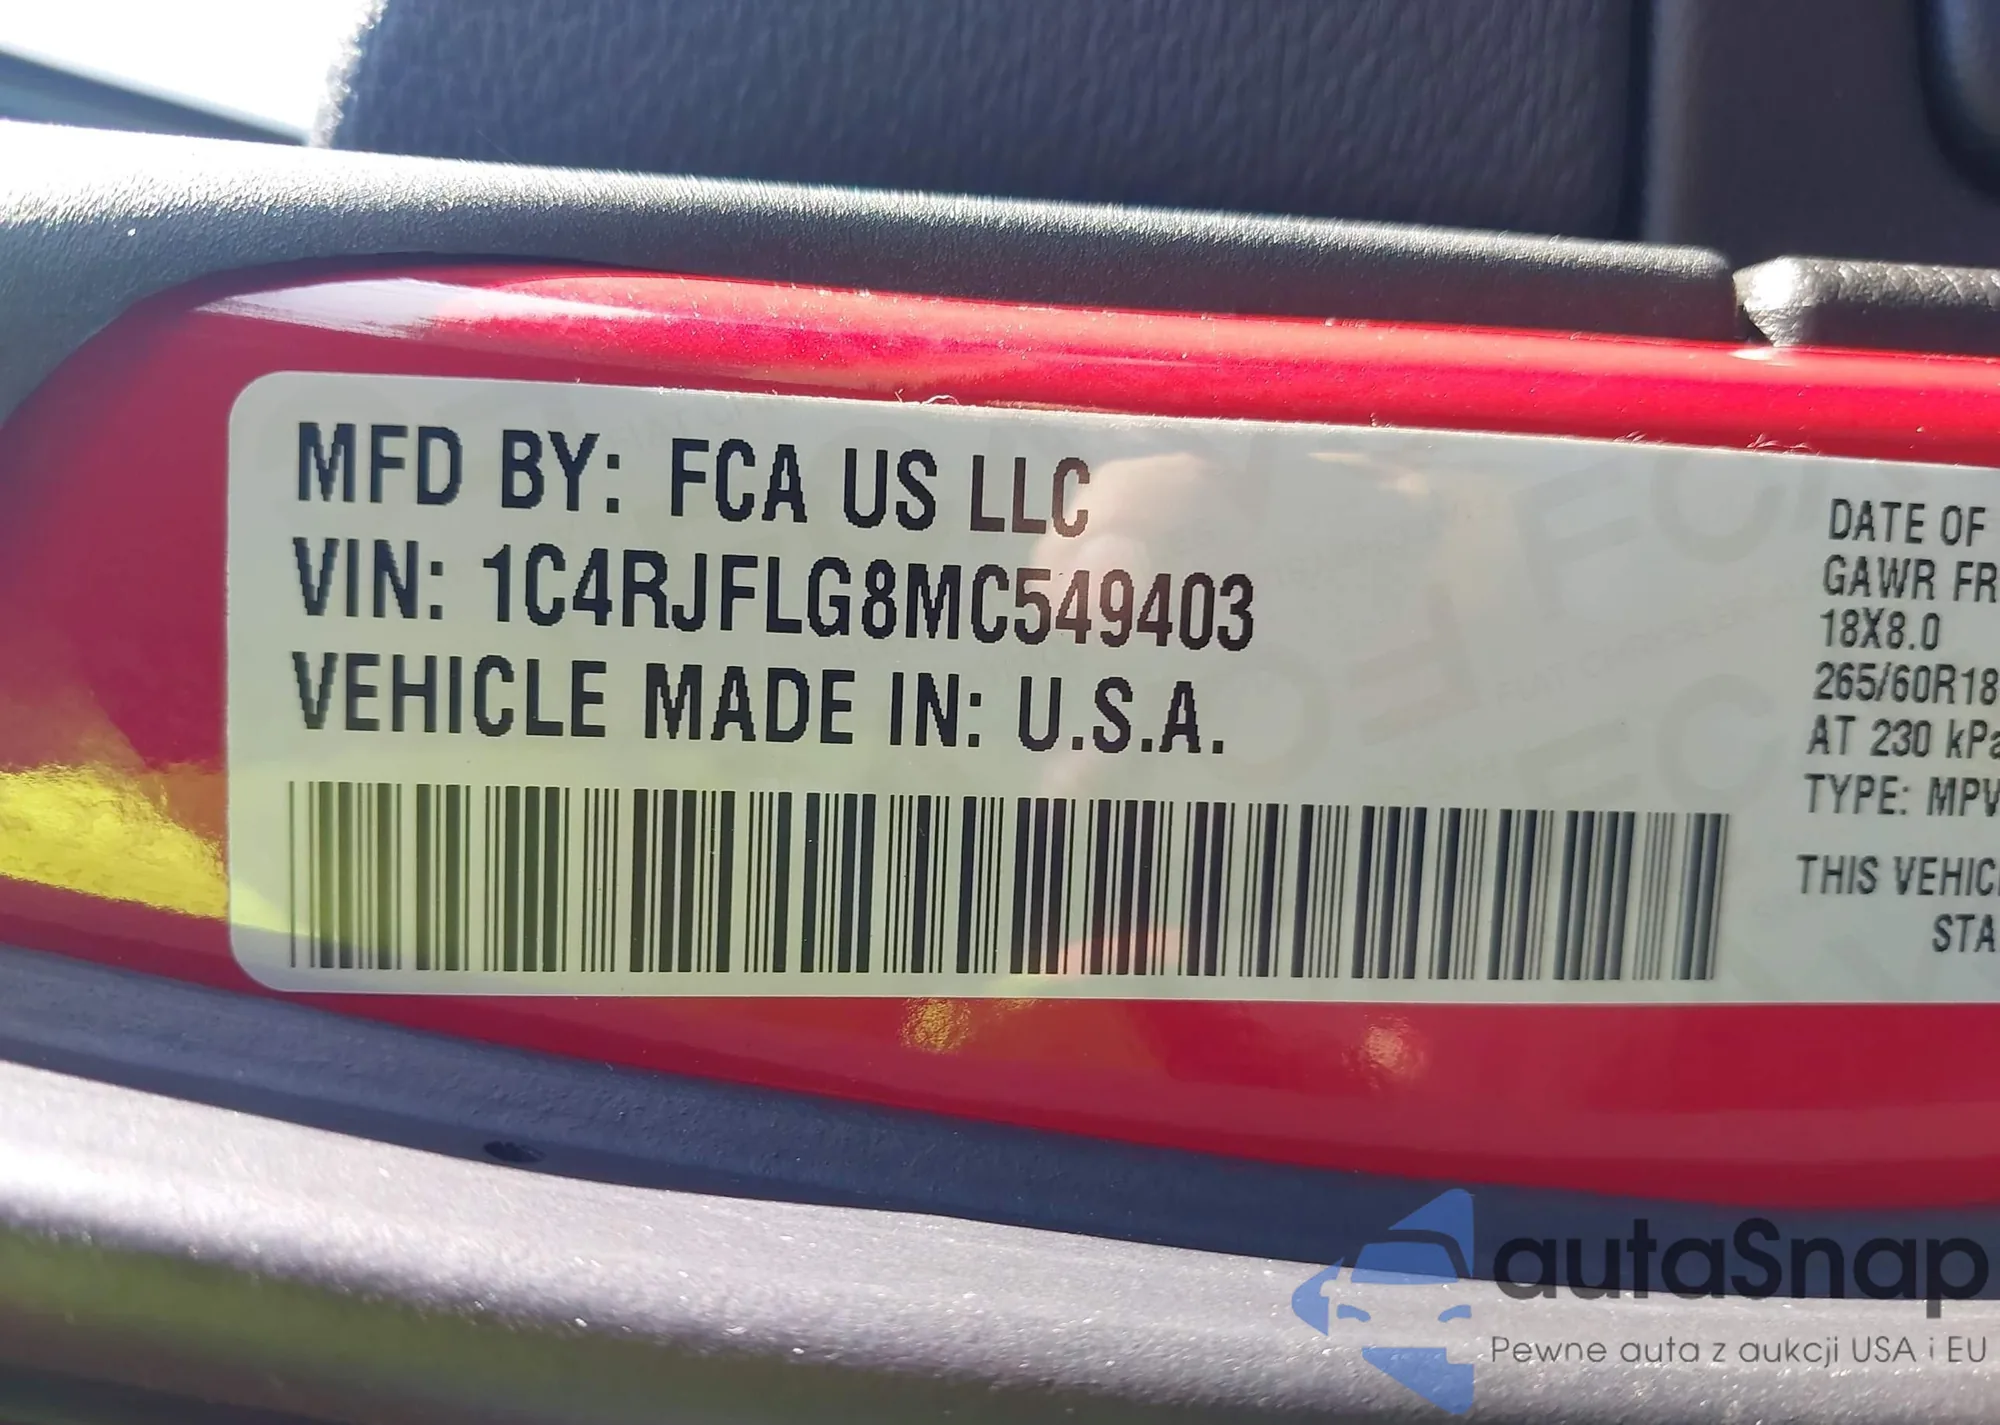 MFD BY: FCA US LLC
VIN: 1C4RJFLG8MC549403
VEHICLE MADE IN: U.S.A.
DATE OF
GAWR FR
18X8.0
265/60R18
AT 230 kPa
TYPE: MPV
THIS VEHIC
STA
autaSnap
Pewne auta z aukcji USA i EU